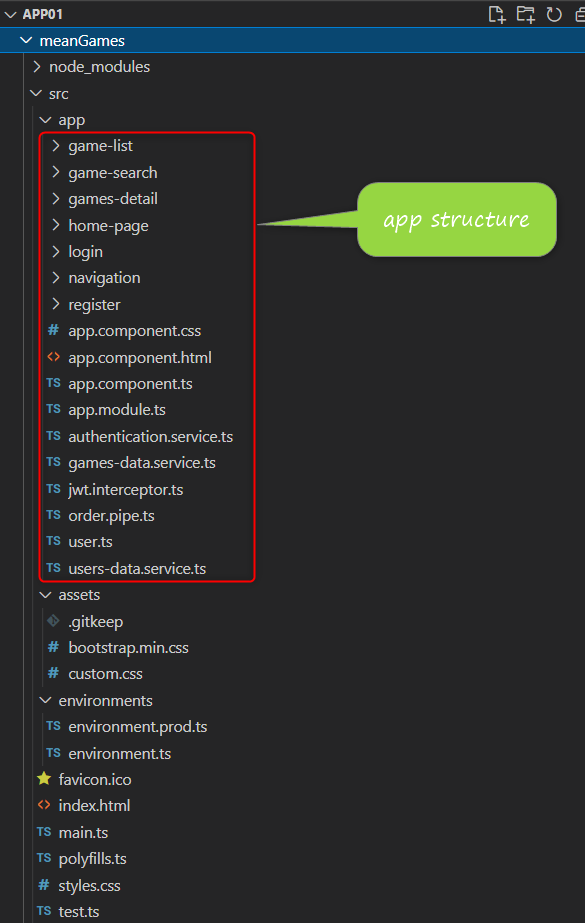 APP01
meanGames
node_modules
src
app
game-list
game-search
games-detail
home-page
app structure
login
navigation
register
# app.component.css
<> app.component.html
TS app.component.ts
TS app.module.ts
TS authentication.service.ts
TS games-data.service.ts
TS jwt.interceptor.ts
TS order.pipe.ts
TS user.ts
TS users-data.service.ts
assets
.gitkeep
# bootstrap.min.css
# custom.css
environments
TS environment.prod.ts
TS environment.ts
favicon.ico
<> index.html
TS main.ts
TS polyfills.ts
# styles.css
TS test.ts